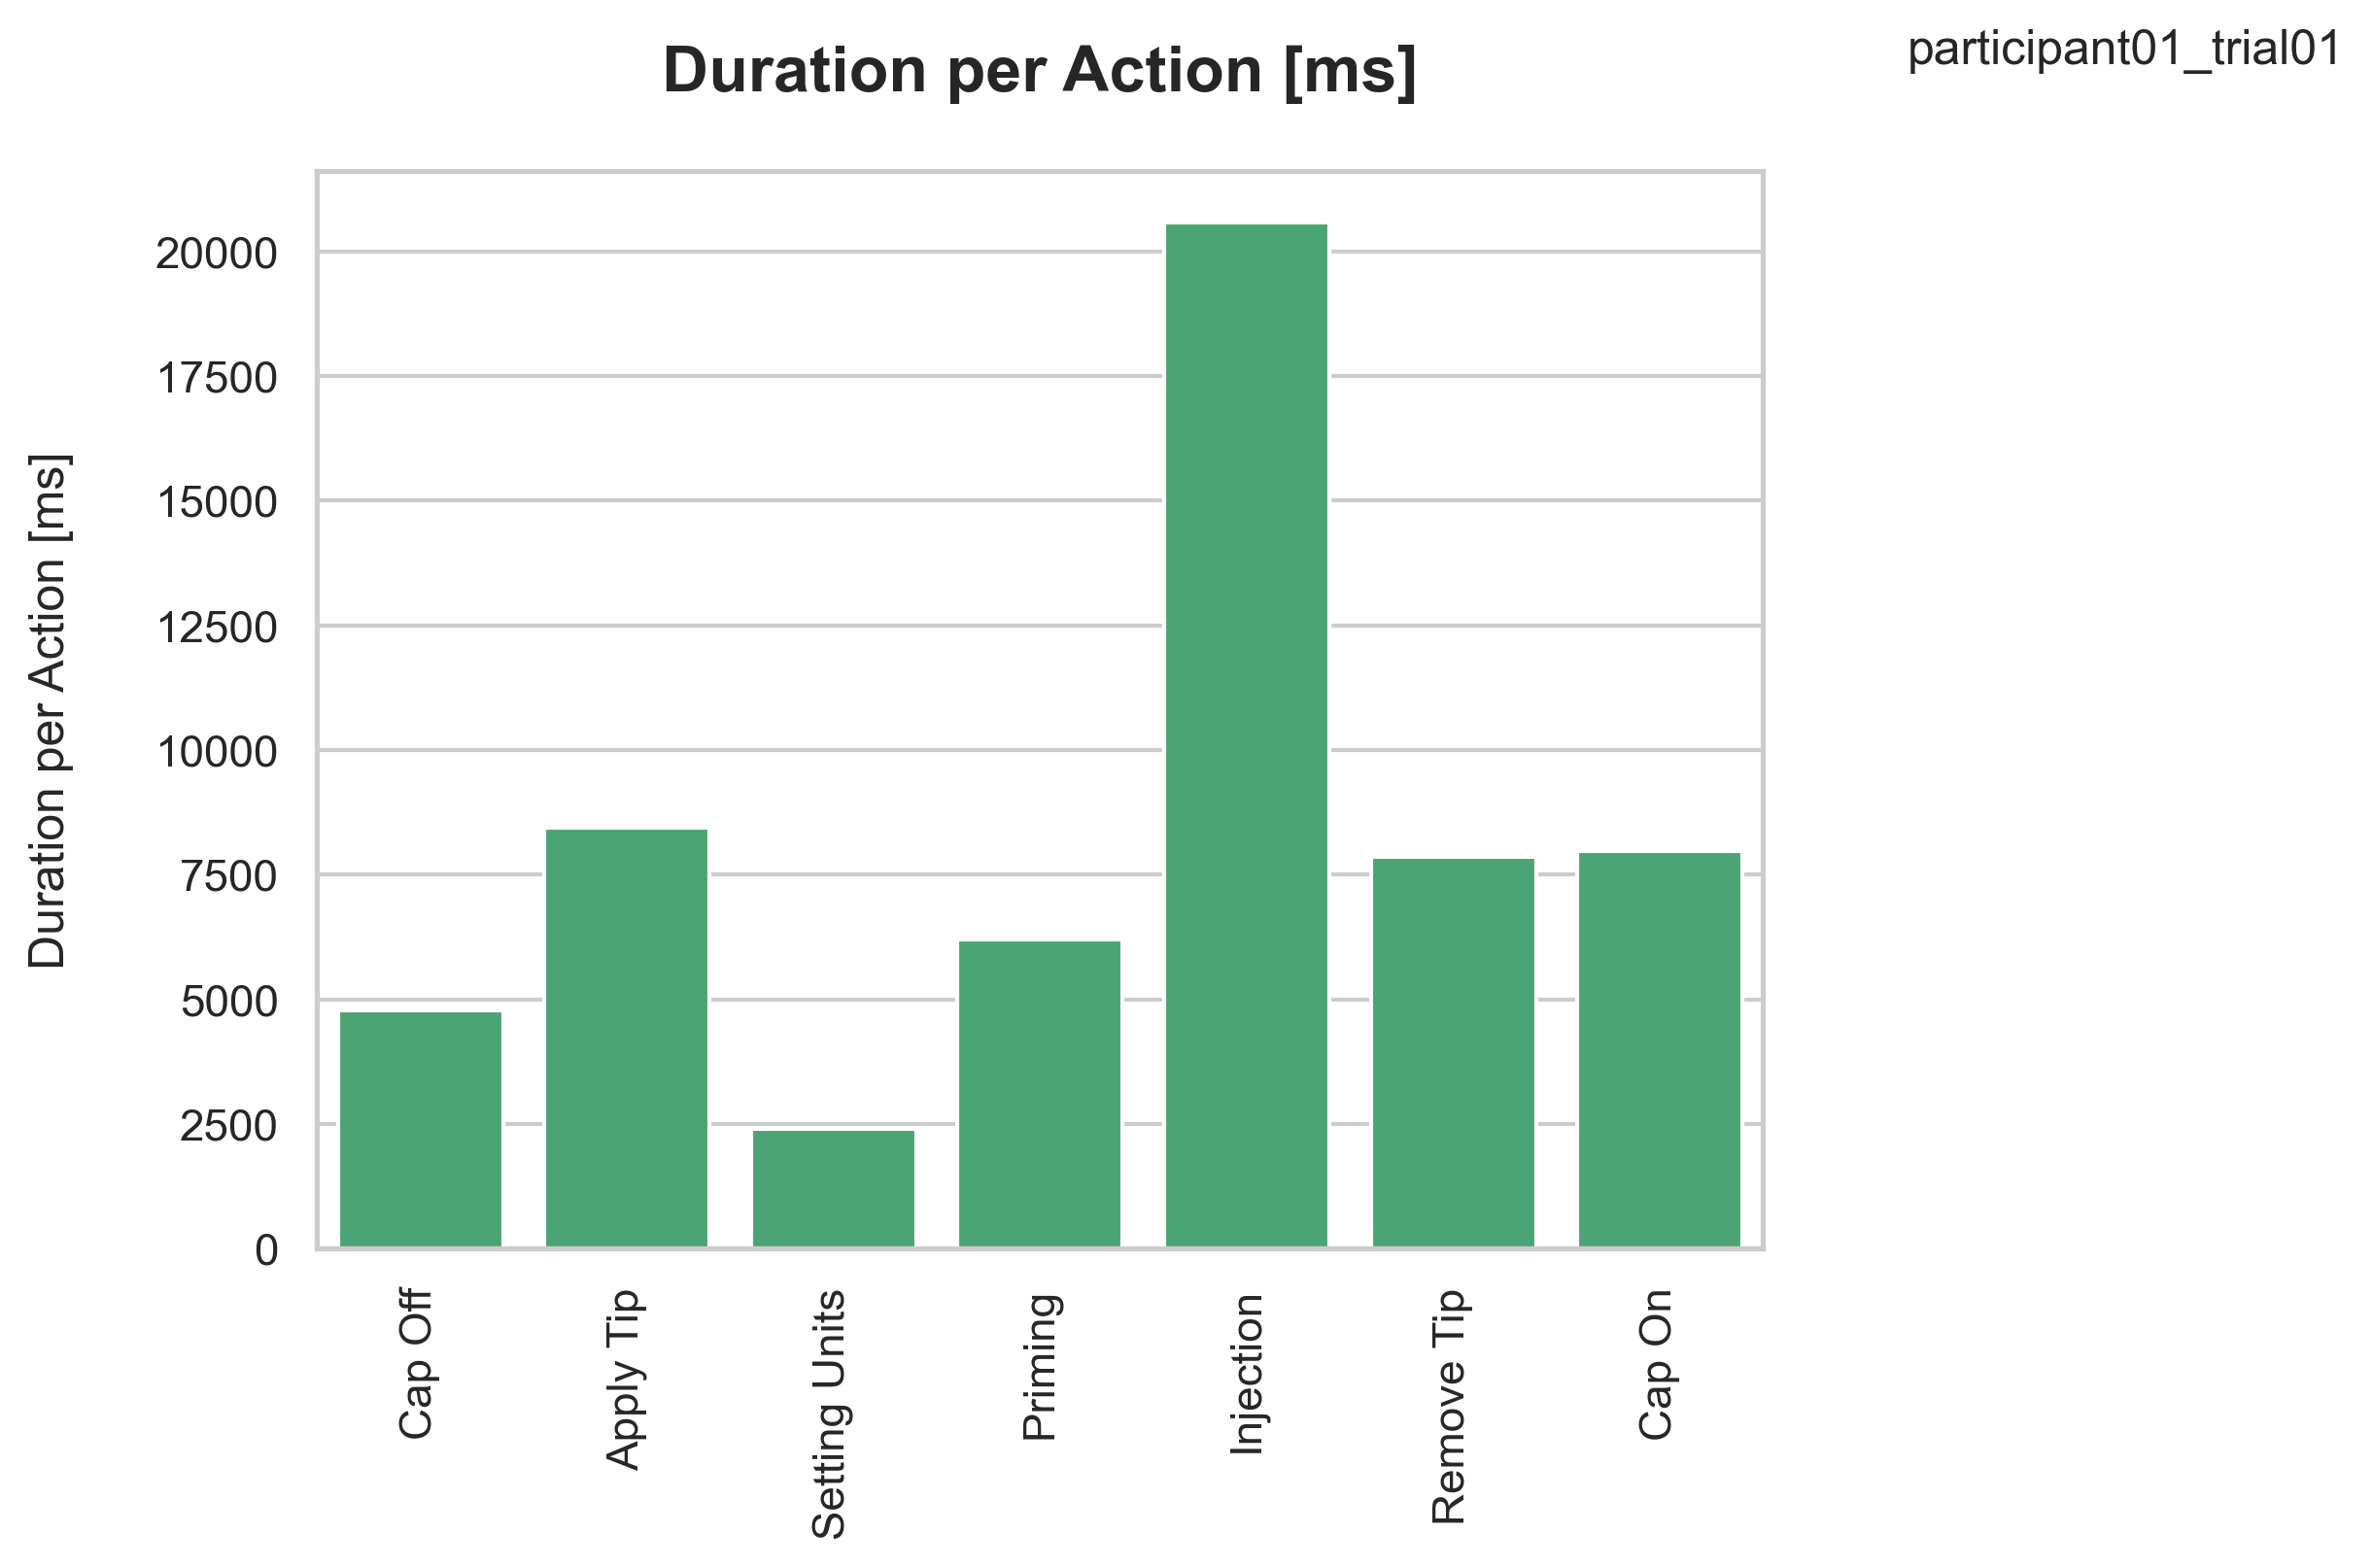 participant01_trial01
Duration per Action [ms]
Duration per Action [ms]
20000
17500
15000
12500
10000
7500
5000
2500
0
Cap Off
Apply Tip
Setting Units
Priming
Injection
Remove Tip
Cap On